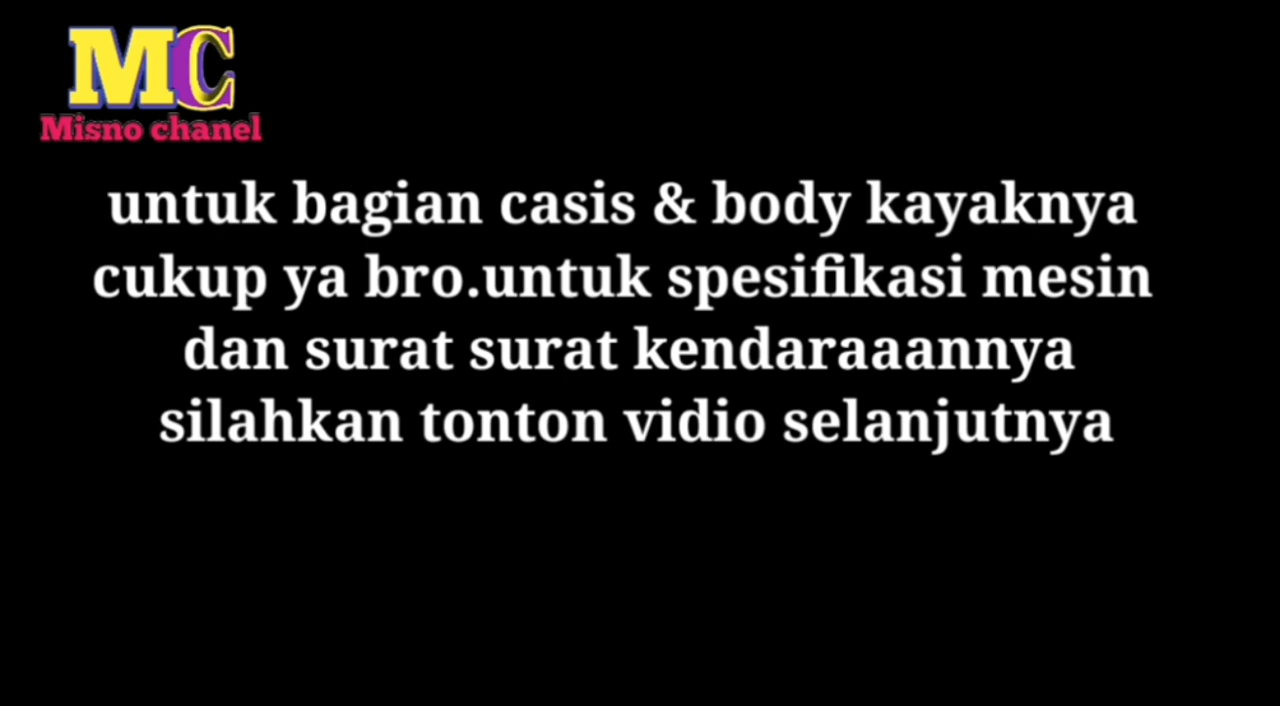 MC
Misno chanel
untuk bagian casis & body kayaknya
cukup ya bro.untuk spesifikasi mesin
dan surat surat kendaraaannya
silahkan tonton vidio selanjutnya